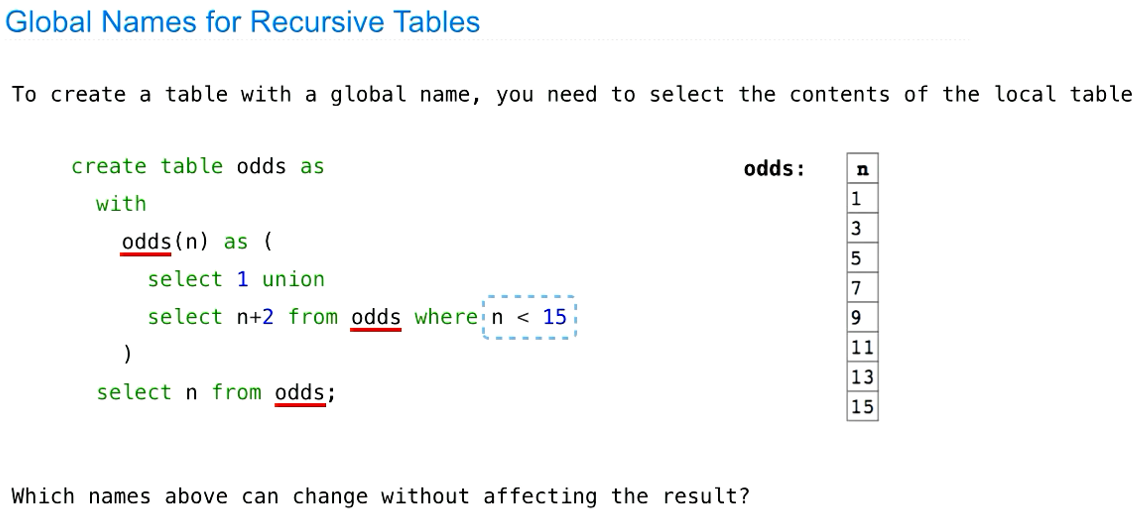 Global Names for Recursive Tables
To create a table with a global name, you need to select the contents of the local table
create table odds as
with
odds(n) as (
select 1 union
select n+2 from odds where n < 15
)
select n from odds;
odds:
n
1
3
5
7
9
11
13
15
Which names above can change without affecting the result?